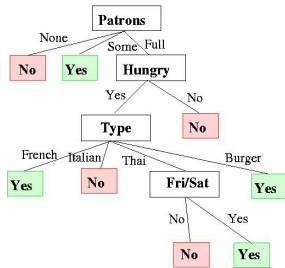 Patrons
None Some Full
No Yes Hungry
Yes No
Type No
French Italian Thai Burger
Yes No Fri/Sat Yes
No Yes
No Yes